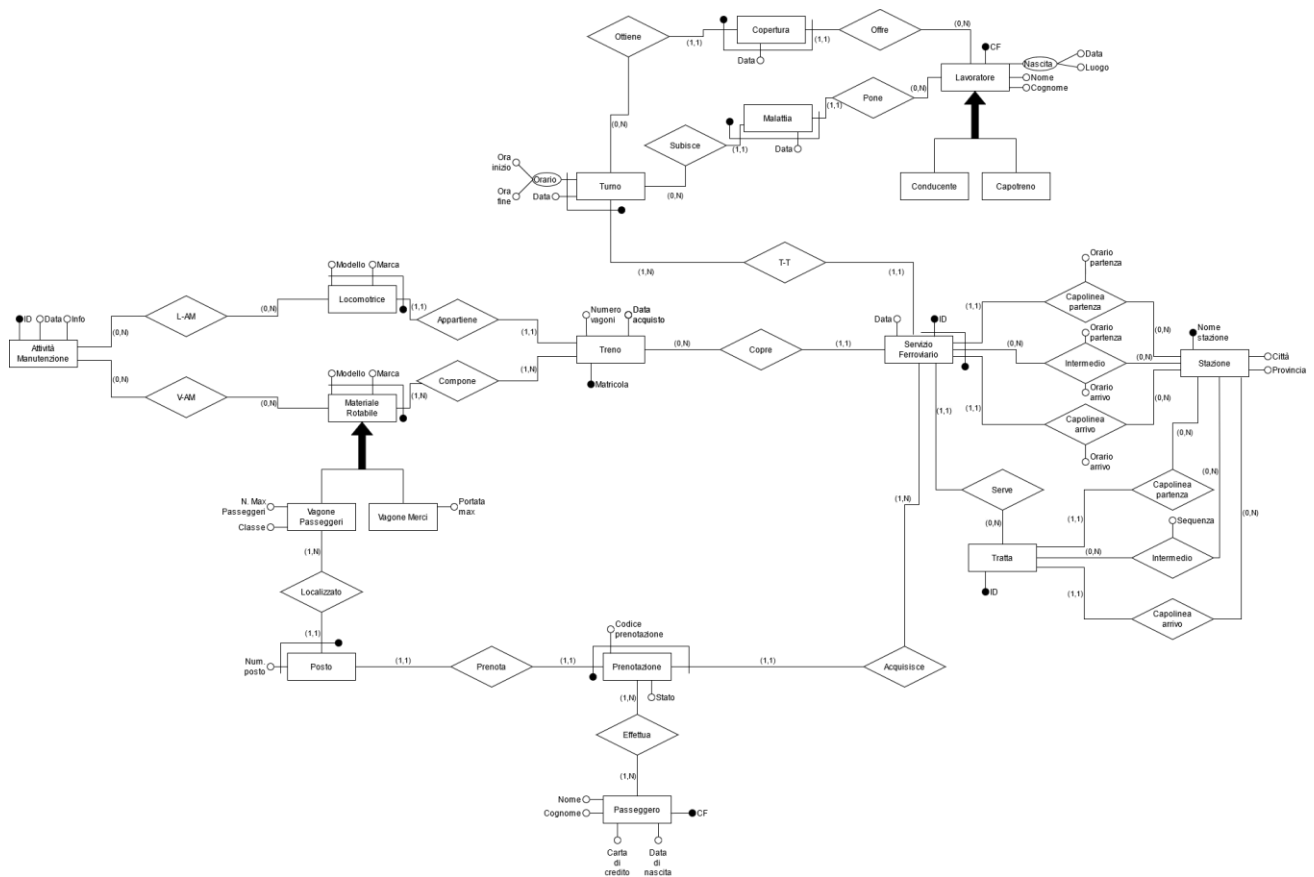 Ottiene
(1,1)
Copertura
(1,1)
Offre
(0,N)
Data
CF
Nascita
Data
Luogo
Lavoratore
Nome
Cognome
(0,N)
Pone
(1,1)
Malattia
(0,N)
Subisce
(1,1)
Data
Ora
inizio
Orario
Ora
fine
Data
Turno
(0,N)
Conducente
Capotreno
(1,N)
T-T
(1,1)
Orario
partenza
Modello
Marca
Locomotrice
(0,N)
L-AM
(0,N)
(1,1)
Appartiene
(1,1)
ID
Data
Info
Attività
Manutenzione
(0,N)
V-AM
(0,N)
Modello
Marca
Materiale
Rotabile
(1,N)
Compone
(1,N)
Numero
vagoni
Data
acquisto
Treno
Matricola
(0,N)
Copre
(1,1)
Data
ID
Servizio
Ferroviario
(1,1)
Capolinea
partenza
(0,N)
(0,N)
Orario
partenza
Intermedio
Orario
arrivo
(0,N)
(1,1)
Capolinea
arrivo
Orario
arrivo
(0,N)
Nome
stazione
Stazione
Città
Provincia
(1,1)
Serve
(0,N)
(0,N)
Capolinea
partenza
(1,1)
(0,N)
(0,N)
Tratta
ID
(0,N)
Sequenza
Intermedio
(1,1)
Capolinea
arrivo
N. Max
Passeggeri
Classe
Vagone
Passeggeri
Vagone Merci
Portata
max
(1,N)
Localizzato
(1,1)
Num.
posto
Posto
(1,1)
Prenota
(1,1)
Codice
prenotazione
Prenotazione
Stato
(1,1)
Acquisisce
(1,N)
(1,N)
Effettua
(1,N)
Nome
Cognome
Passeggero
CF
Carta
di
credito
Data
di
nascita